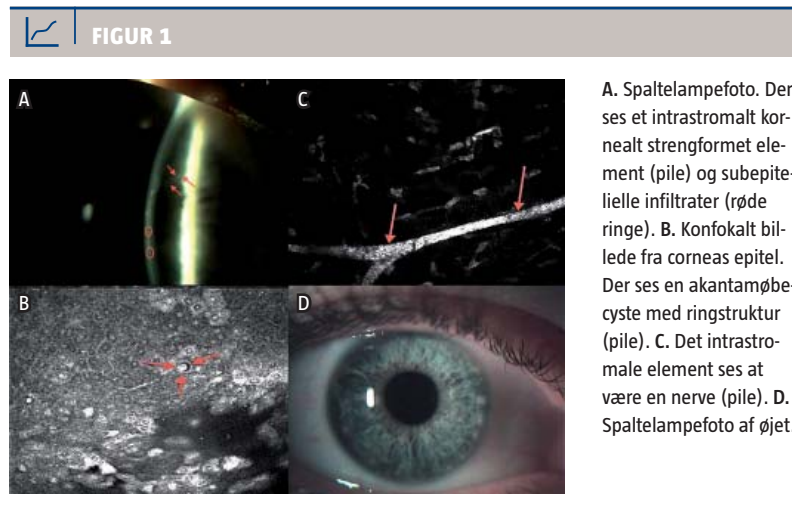 FIGUR 1
A
C
B
D
A. Spaltelampefoto. Der
ses et intrastromalt kor-
nealt strengformet ele-
ment (pile) og subepite-
lielle infiltrater (røde
ringe). B. Konfokalt bil-
lede fra corneas epitel.
Der ses en akantamøbe-
cyste med ringstruktur
(pile). C. Det intrastro-
male element ses at
være en nerve (pile). D.
Spaltelampefoto af øjet.